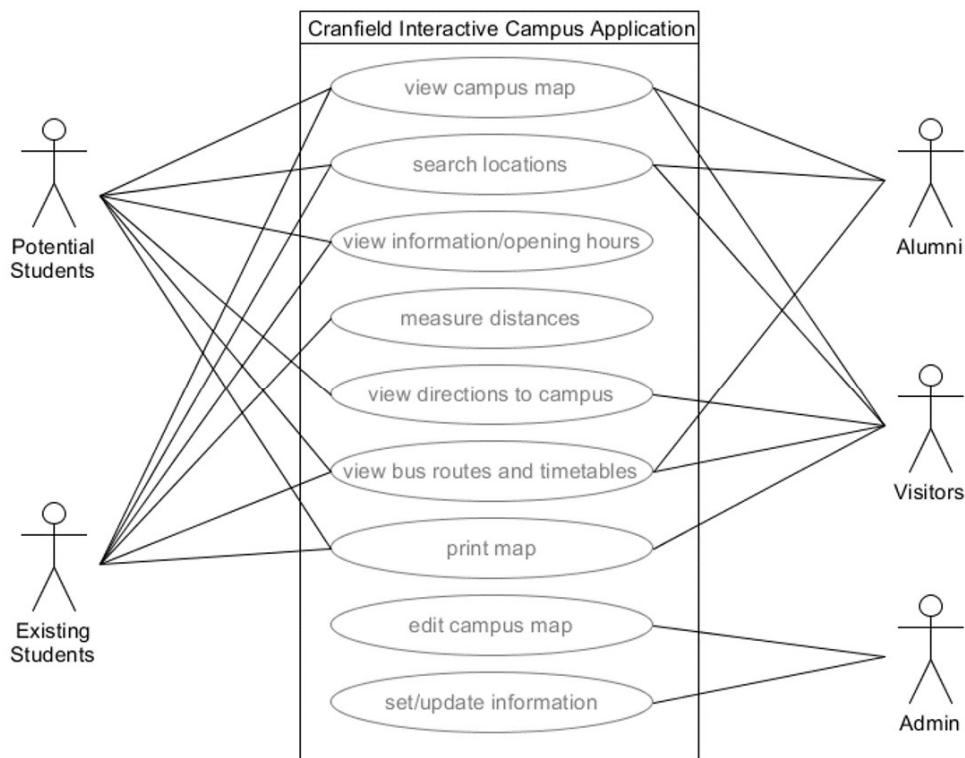 Cranfield Interactive Campus Application
view campus map
search locations
view information/opening hours
measure distances
view directions to campus
view bus routes and timetables
print map
edit campus map
set/update information
Potential
Students
Existing
Students
Alumni
Visitors
Admin